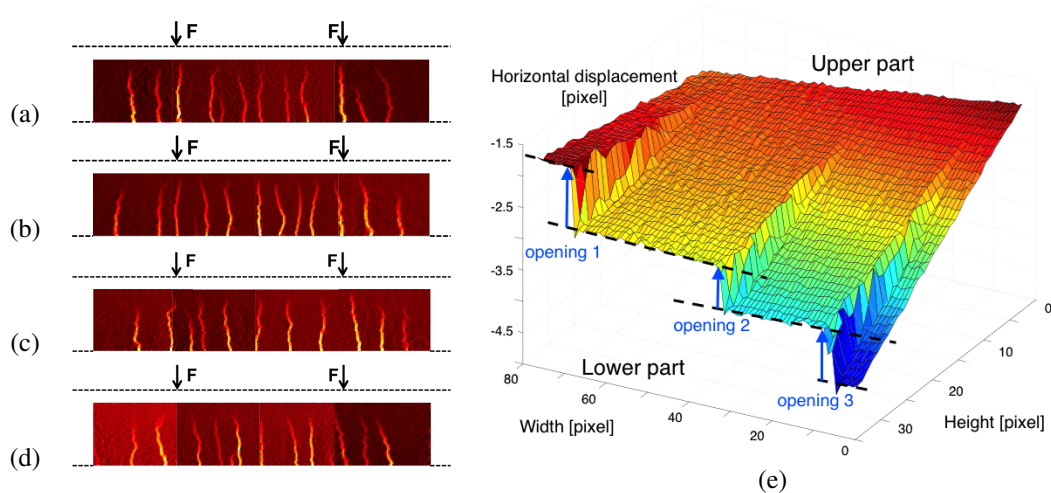 F F
(a)
F F
(b)
F F
(c)
F F
(d)
Upper part
Horizontal displacement
[pixel]
-1.5
-2.5
-3.5
-4.5
opening 1
opening 2
opening 3
Lower part
80
60
40
20
0
Width [pixel]
0
10
20
30
Height [pixel]
(e)